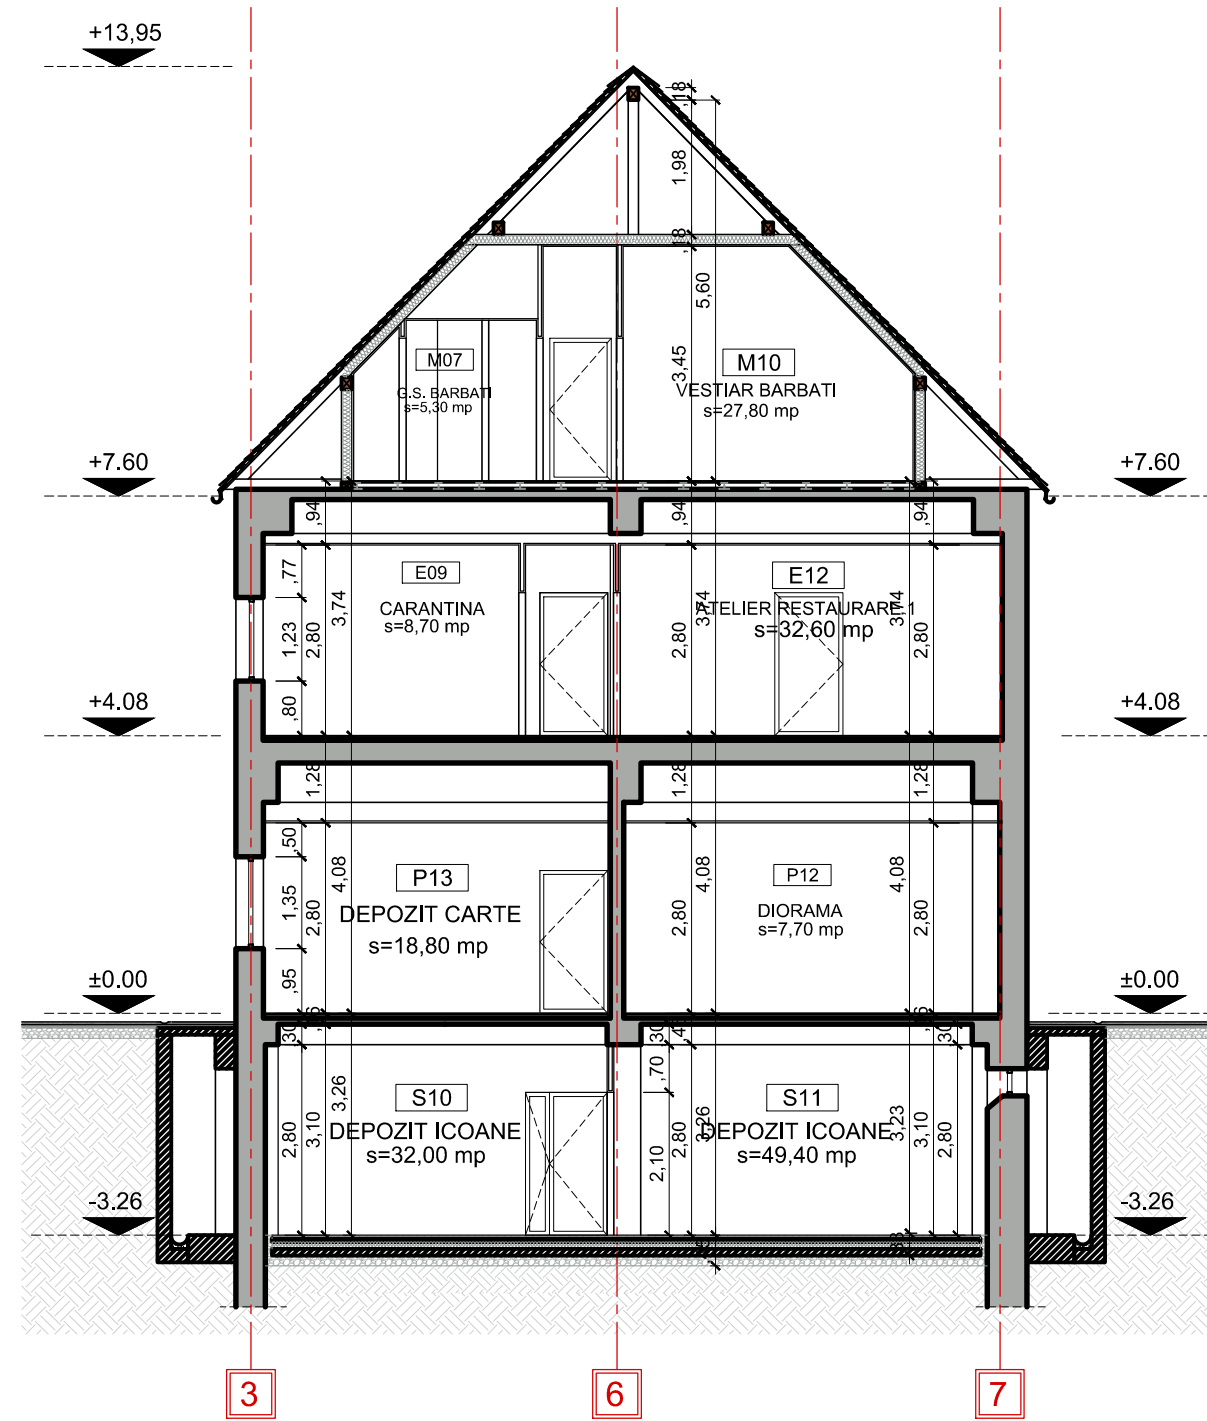 +13,95
,18
1,98
,18
5,60
3,45
M07
G.S. BARBATI
s=5,30 mp
M10
VESTIAR BARBATI
s=27,80 mp
+7.60
+7.60
,94
,94
,94
,77
1,23
,80
2,80
3,74
E09
CARANTINA
s=8,70 mp
E12
ATELIER RESTAURARE 1
s=32,60 mp
2,80
3,74
3,74
2,80
+4.08
+4.08
1,28
1,28
1,28
,50
1,35
,95
2,80
4,08
P13
DEPOZIT CARTE
s=18,80 mp
P12
DIORAMA
s=7,70 mp
2,80
4,08
4,08
2,80
±0.00
±0.00
,30
,30
,30
,70
2,10
S10
DEPOZIT ICOANE
s=32,00 mp
2,80
3,10
3,26
S11
DEPOZIT ICOANE
s=49,40 mp
2,80
3,26
3,23
3,10
2,80
-3.26
-3.26
3
6
7